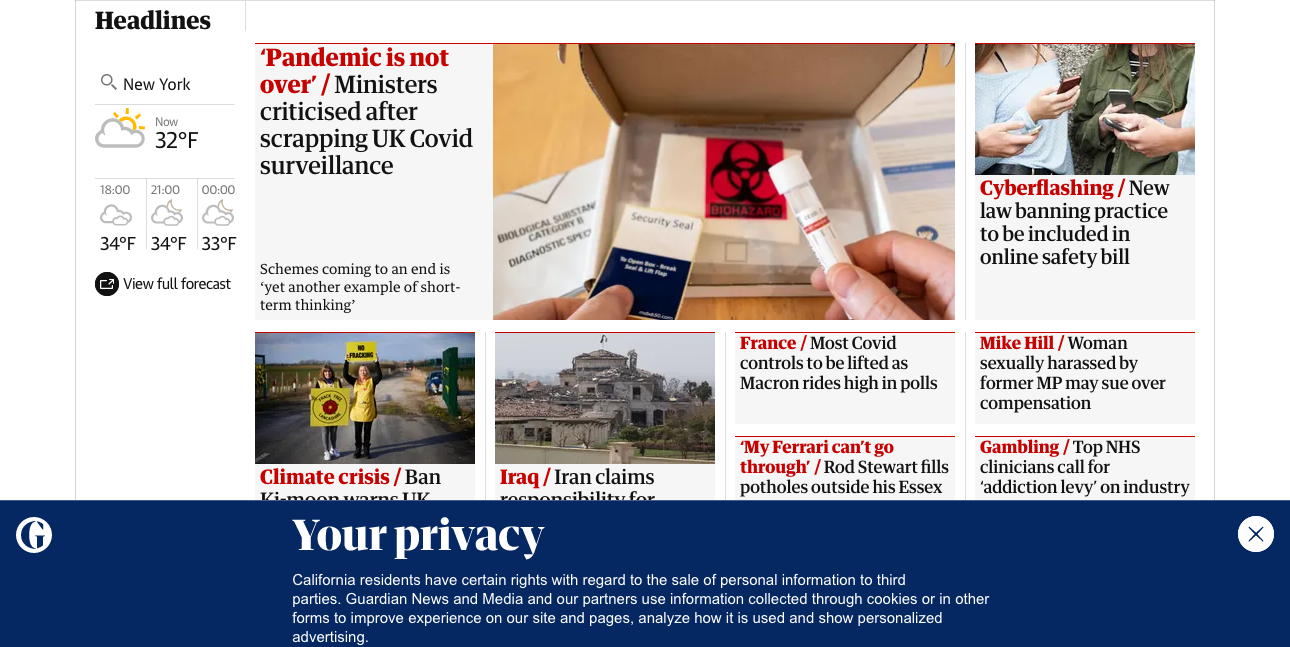 Headlines
New York
Now
32°F
18:00
21:00
00:00
34°F
34°F
33°F
View full forecast
‘Pandemic is not
over’ / Ministers
criticised after
scrapping UK Covid
surveillance
Schemes coming to an end is
‘yet another example of short-
term thinking’
BIOLOGICAL SUBSTAN
CATEGORY B
DIAGNOSTIC SPEC
Security Seal
To Open Box - Break
Seal & Lift Flap
BIOHAZARD
Cyberflashing / New
law banning practice
to be included in
online safety bill
NO
FRACKING
Climate crisis / Ban
Ki-moon warns UK
Iraq / Iran claims
responsibility for
France / Most Covid
controls to be lifted as
Macron rides high in polls
‘My Ferrari can’t go
through’ / Rod Stewart fills
potholes outside his Essex
Mike Hill / Woman
sexually harassed by
former MP may sue over
compensation
Gambling / Top NHS
clinicians call for
‘addiction levy’ on industry
Your privacy
California residents have certain rights with regard to the sale of personal information to third
parties. Guardian News and Media and our partners use information collected through cookies or in other
forms to improve experience on our site and pages, analyze how it is used and show personalized
advertising.